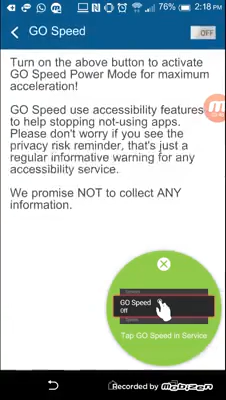 76% 2:18 PM
GO Speed
OFF
Turn on the above button to activate
GO Speed Power Mode for maximum
acceleration!
GO Speed use accessibility features
to help stopping not-using apps.
Please don't worry if you see the
privacy risk reminder, that's just a
regular informative warning for any
accessibility service.
We promise NOT to collect ANY
information.
GO Speed
Off
Tap GO Speed in Service
Recorded by Mobizen